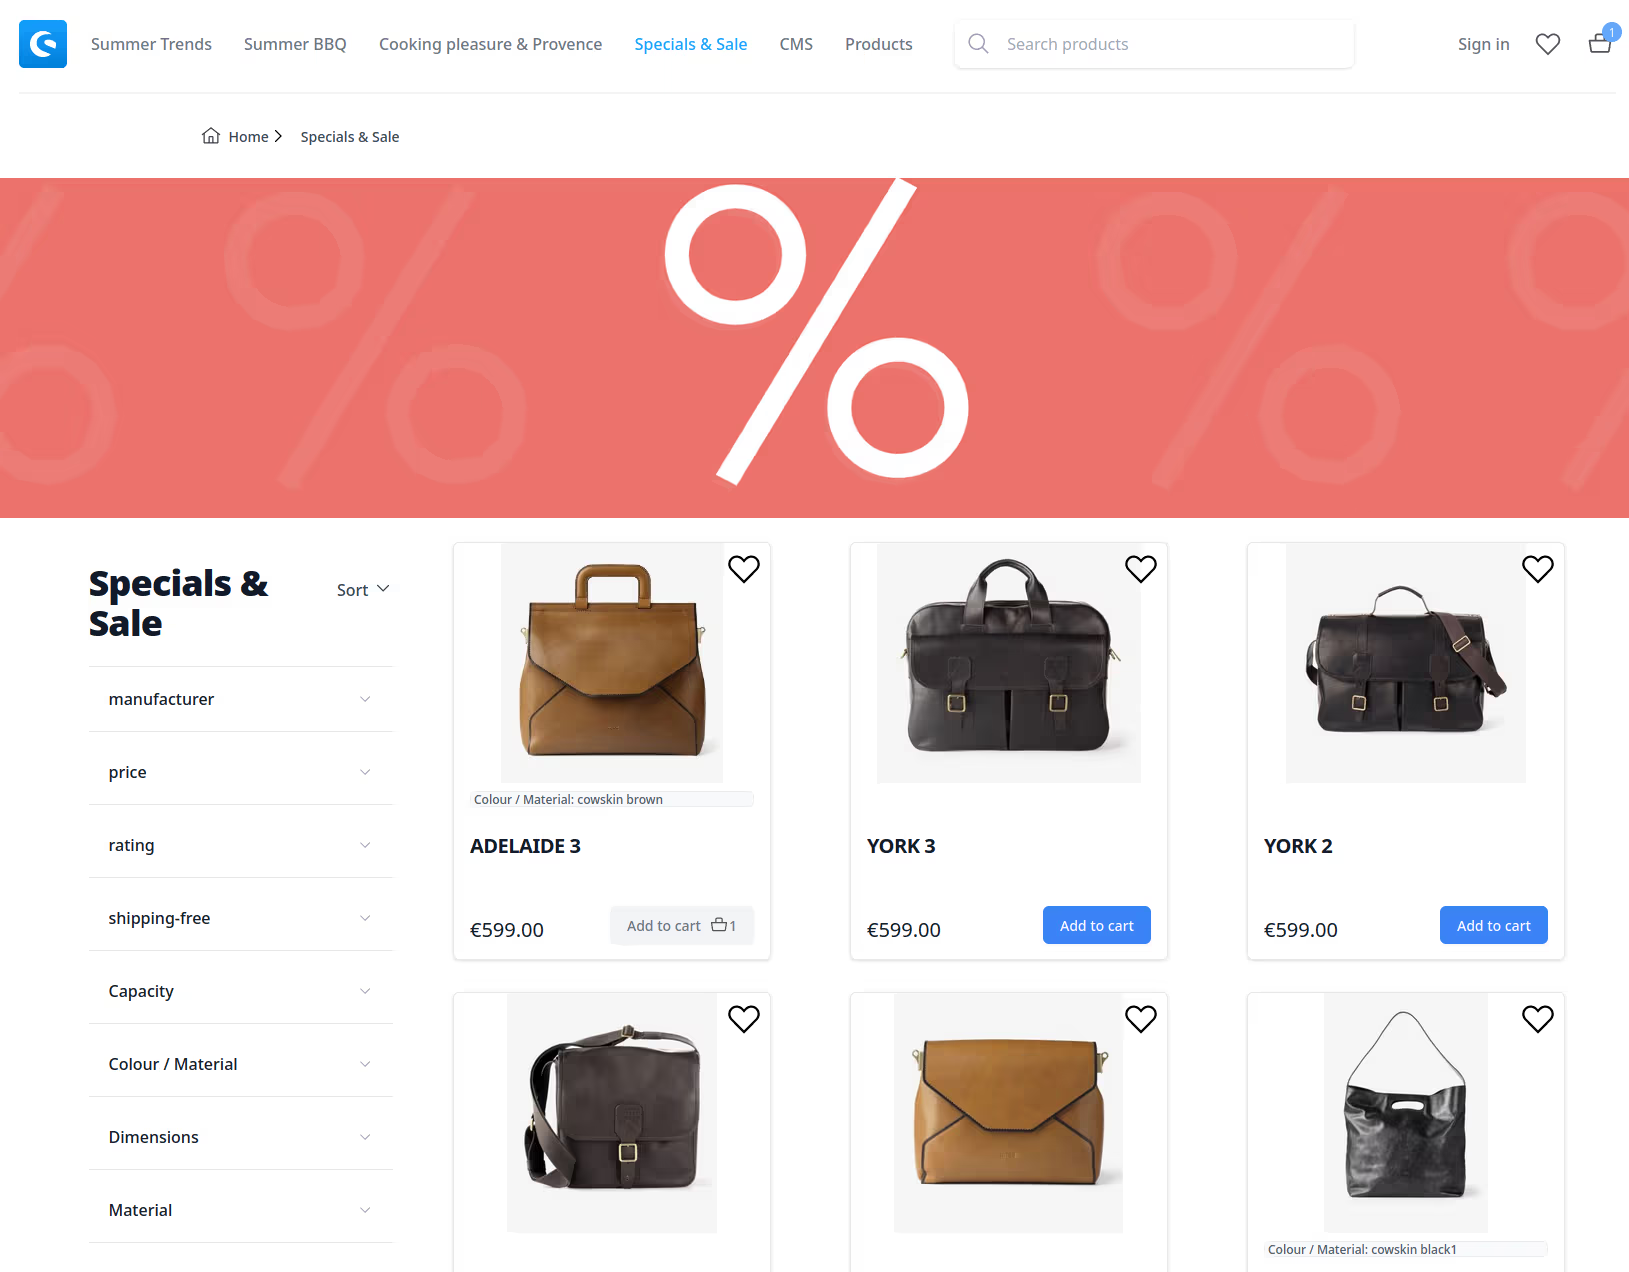 Summer Trends
Summer BBQ
Cooking pleasure & Provence
Specials & Sale
CMS
Products
Search products
Sign in
1
Home
Specials & Sale
%
Specials &
Sale
Sort
manufacturer
price
rating
shipping-free
Capacity
Colour / Material
Dimensions
Material
Colour / Material: cowskin brown
ADELAIDE 3
€599.00
Add to cart 1
YORK 3
€599.00
Add to cart
YORK 2
€599.00
Add to cart
Colour / Material: cowskin black1